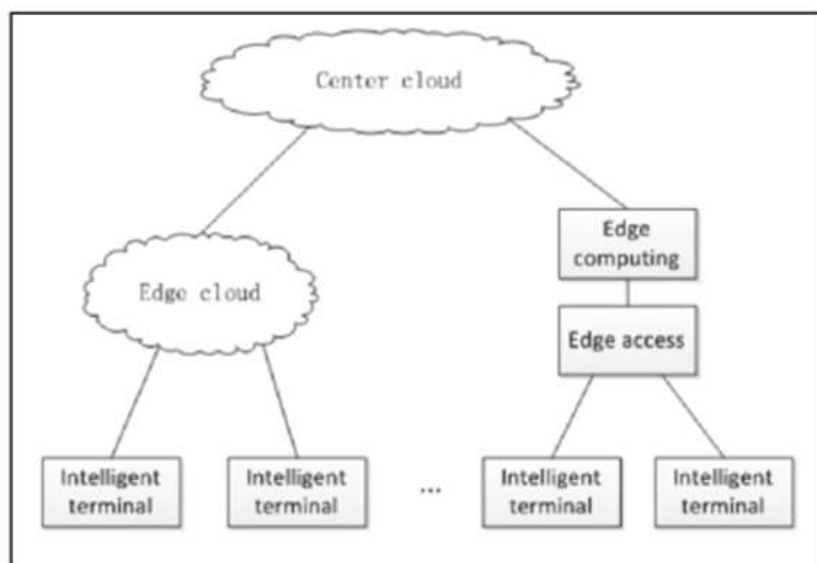 Center cloud
Edge
computing
Edge cloud
Edge access
Intelligent
terminal
Intelligent
terminal
...
Intelligent
terminal
Intelligent
terminal